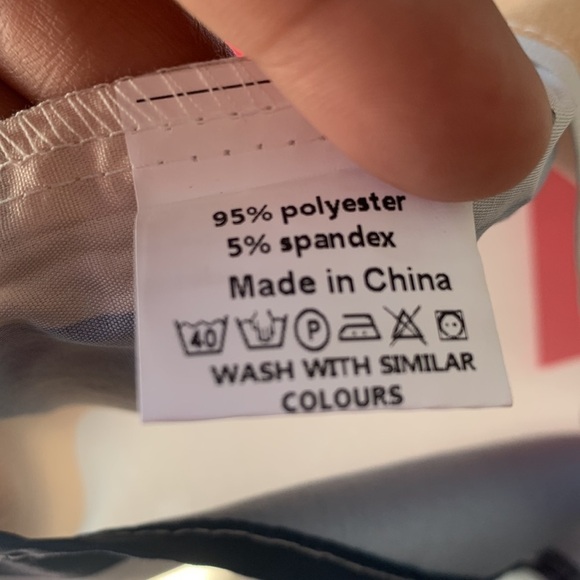 95% polyester
5% spandex
Made in China
40 P
WASH WITH SIMILAR
COLOURS